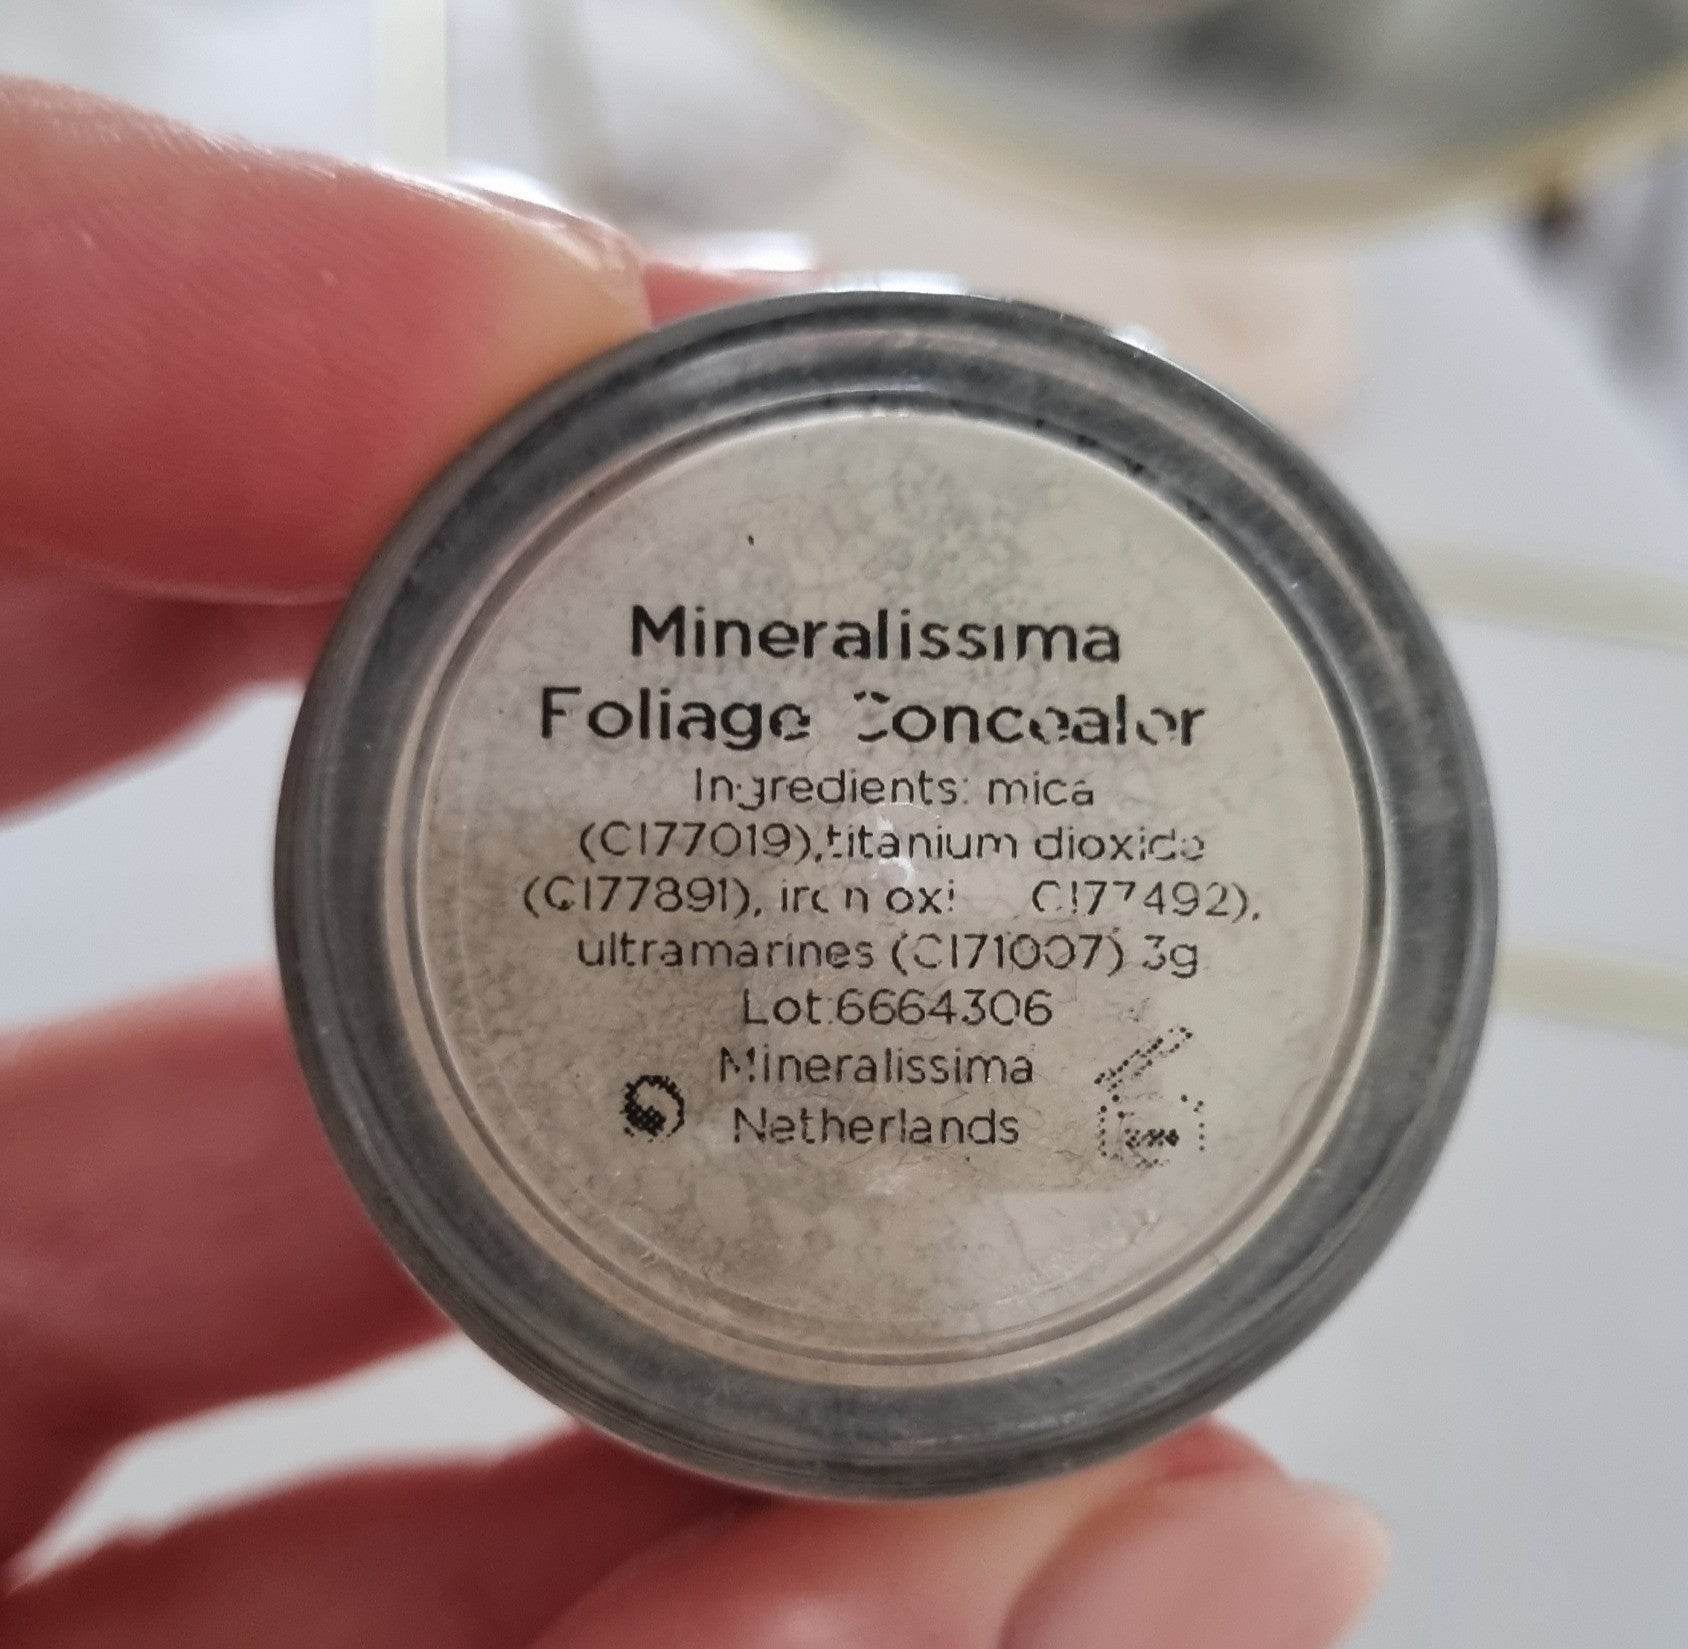 Mineralissima
Foliage Concealer
Ingredients: mica
(CI77019),titanium dioxide
(CI77891), iron oxi CI77492),
ultramarines (CI71007) 3g
Lot:6664306
Mineralissima
Netherlands